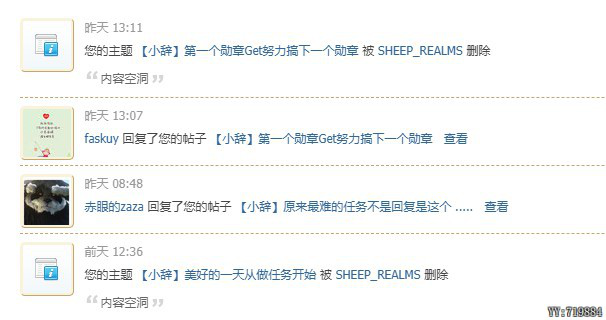 昨天 13:11
您的主题 【小辞】第一个勋章Get努力搞下一个勋章 被 SHEEP_REALMS 删除
“ 内容空洞 ”
昨天 13:07
faskuy 回复了您的帖子 【小辞】第一个勋章Get努力搞下一个勋章 查看
昨天 08:48
赤眼的zaza 回复了您的帖子 【小辞】原来最难的任务不是回复是这个 ..... 查看
前天 12:36
您的主题 【小辞】美好的一天从做任务开始 被 SHEEP_REALMS 删除
“ 内容空洞 ”
YY:719884